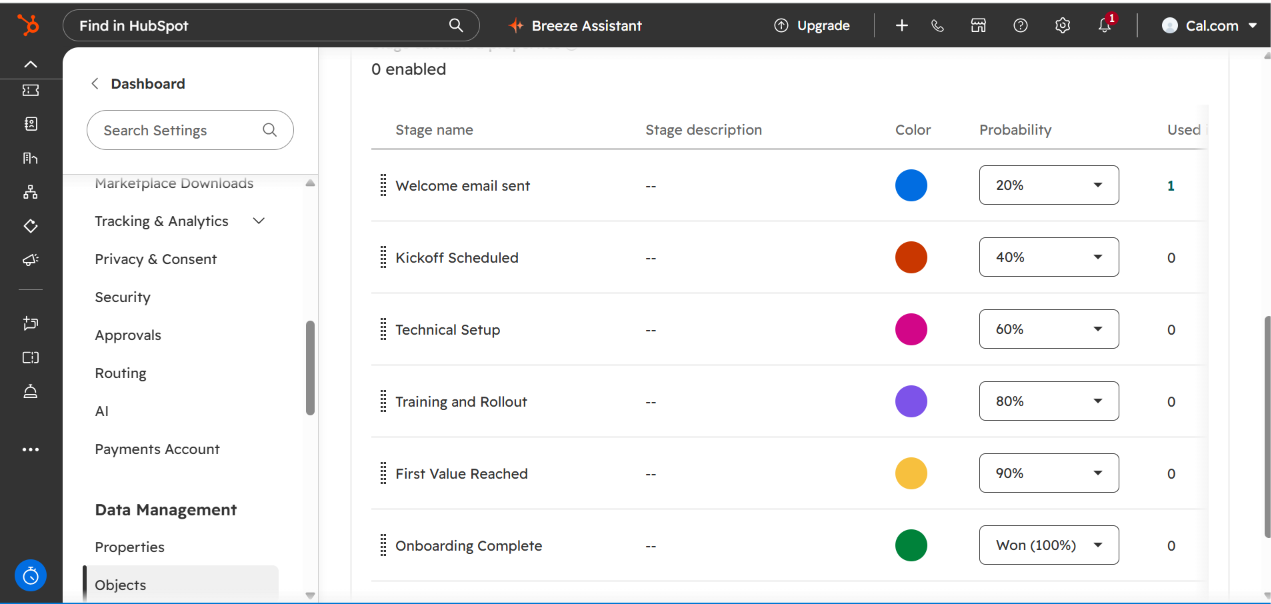 Find in HubSpot
Breeze Assistant
Upgrade
1
Cal.com
Dashboard
Search Settings
Marketplace Downloads
Tracking & Analytics
Privacy & Consent
Security
Approvals
Routing
AI
Payments Account
Data Management
Properties
Objects
0 enabled
Stage name Stage description Color Probability Used
Welcome email sent -- 20% 1
Kickoff Scheduled -- 40% 0
Technical Setup -- 60% 0
Training and Rollout -- 80% 0
First Value Reached -- 90% 0
Onboarding Complete -- Won (100%) 0